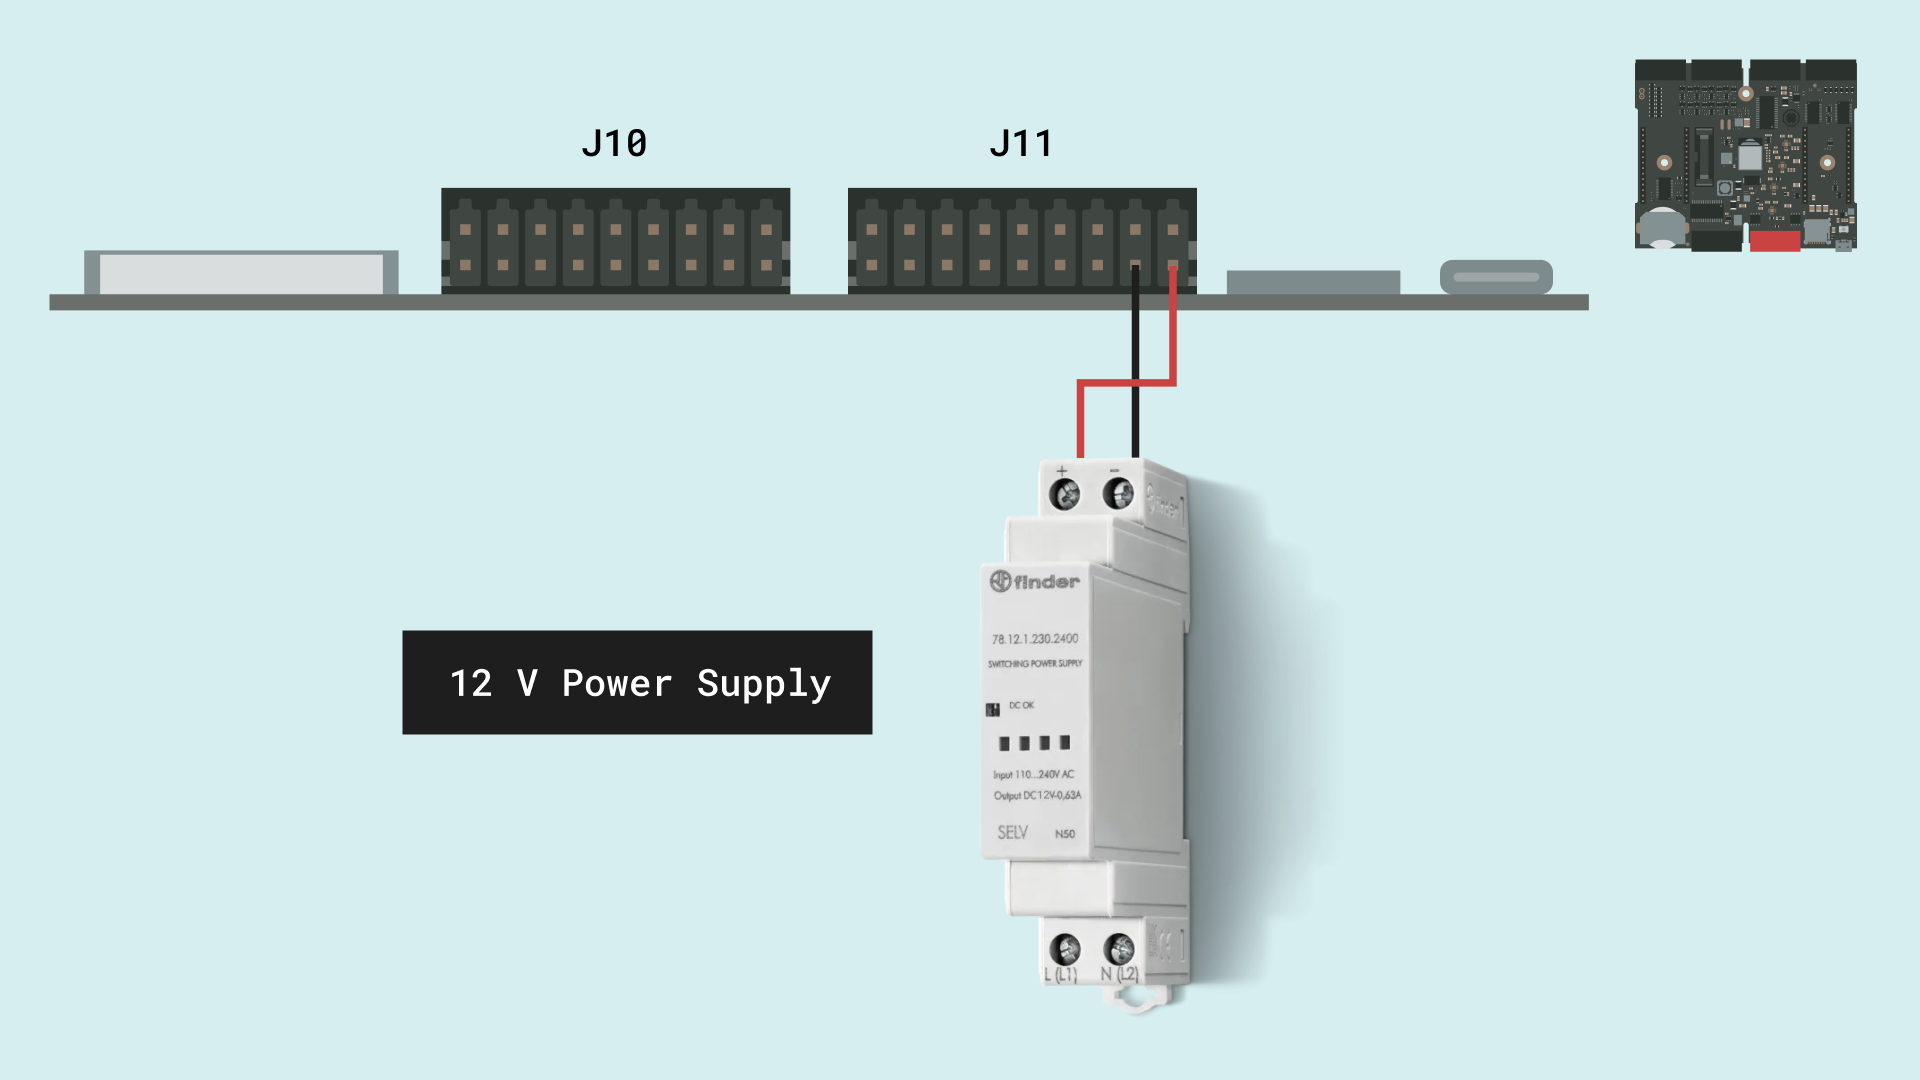 J10
J11
+ -
finder
finder
78.12.1.230.2400
SWITCHING POWER SUPPLY
12 V Power Supply
DC OK
Input 110...240V AC
Output DC12V-0,63A
SELV N50
L (L1) N (L2)